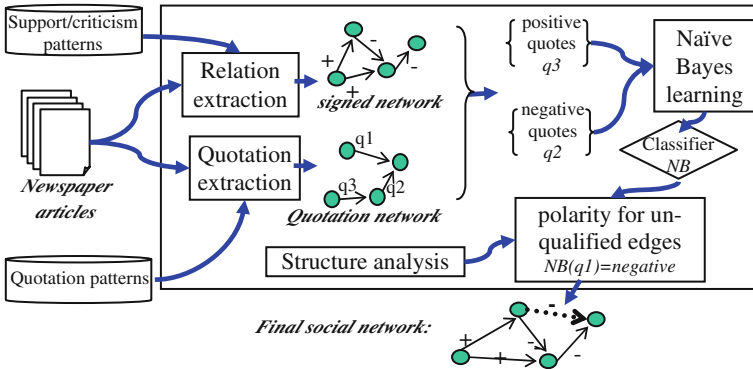 Support/criticism
patterns
Newspaper
articles
Quotation patterns
Relation
extraction
Quotation
extraction
+
-
+
-
signed network
q1
q3
q2
Quotation network
positive
quotes
q3
negative
quotes
q2
Naïve
Bayes
learning
Classifier
NB
Structure analysis
polarity for un-
qualified edges
NB(q1)=negative
Final social network:
-
+
-
+
-